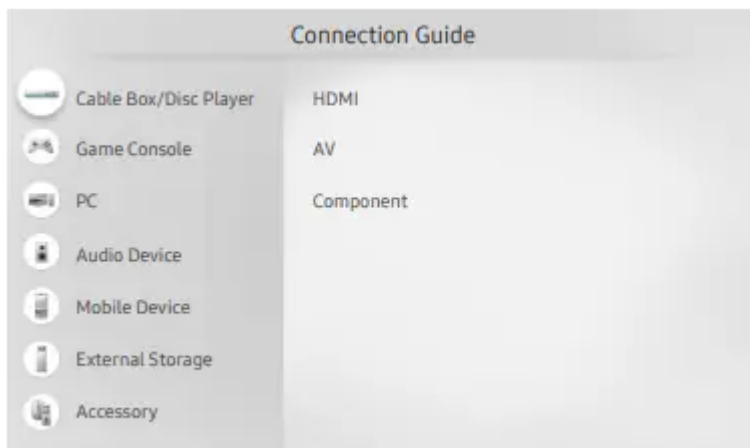 Connection Guide
Cable Box/Disc Player
Game Console
PC
Audio Device
Mobile Device
External Storage
Accessory
HDMI
AV
Component